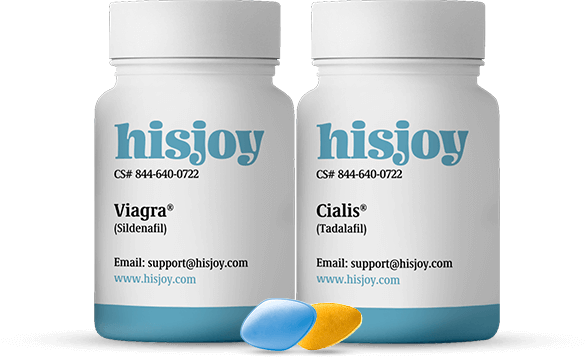 hisjoy
CS# 844-640-0722
Viagra®
(Sildenafil)
Email: support@hisjoy.com
www.hisjoy.com
hisjoy
CS# 844-640-0722
Cialis®
(Tadalafil)
Email: support@hisjoy.com
www.hisjoy.com